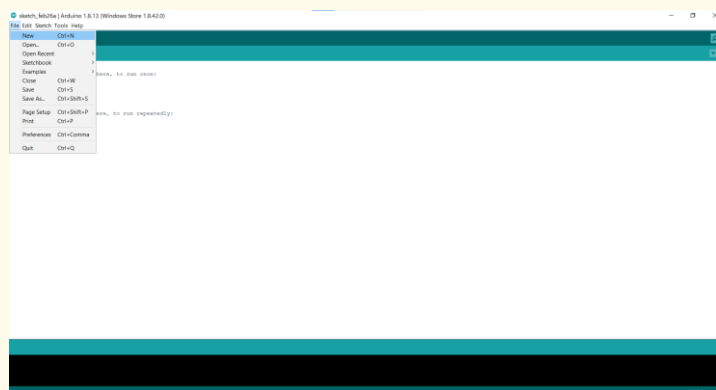 sketch_feb26a | Arduino 1.8.13 (Windows Store 1.8.42.0)
File Edit Sketch Tools Help
New Ctrl+N
Open... Ctrl+O
Open Recent
Sketchbook
Examples
here, to run once:
Close Ctrl+W
Save Ctrl+S
Save As... Ctrl+Shift+S
Page Setup Ctrl+Shift+P
ere, to run repeatedly:
Print Ctrl+P
Preferences Ctrl+Comma
Quit Ctrl+Q